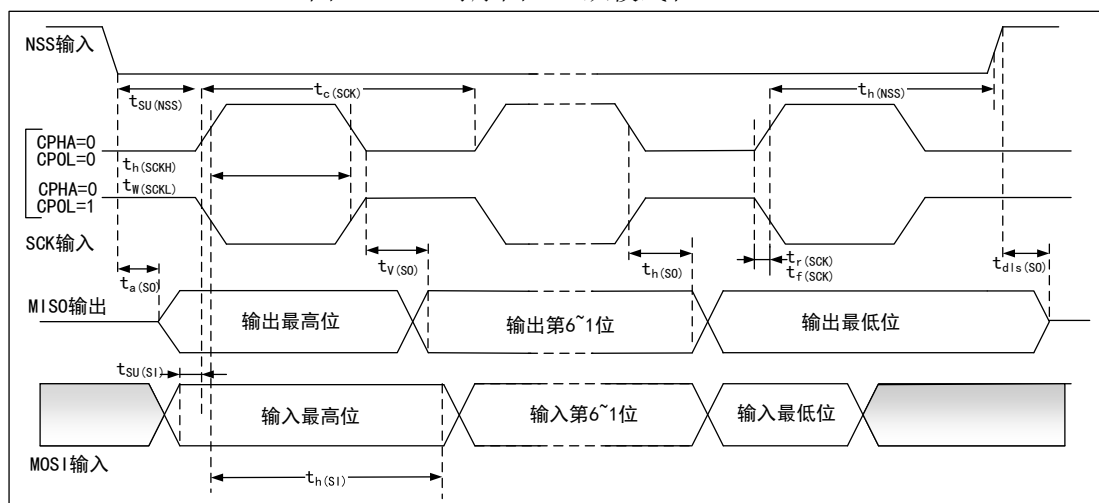 NSS输入
tSU(NSS)
tc(SCK)
th(NSS)
CPHA=0
CPOL=0
th(SCKH)
CPHA=0
CPOL=1
tW(SCKL)
SCK输入
ta(SO)
tV(SO)
th(SO)
tr(SCK)
tf(SCK)
tdis(SO)
MISO输出
输出最高位
输出第6~1位
输出最低位
tSU(SI)
输入最高位
输入第6~1位
输入最低位
MOSI输入
th(SI)